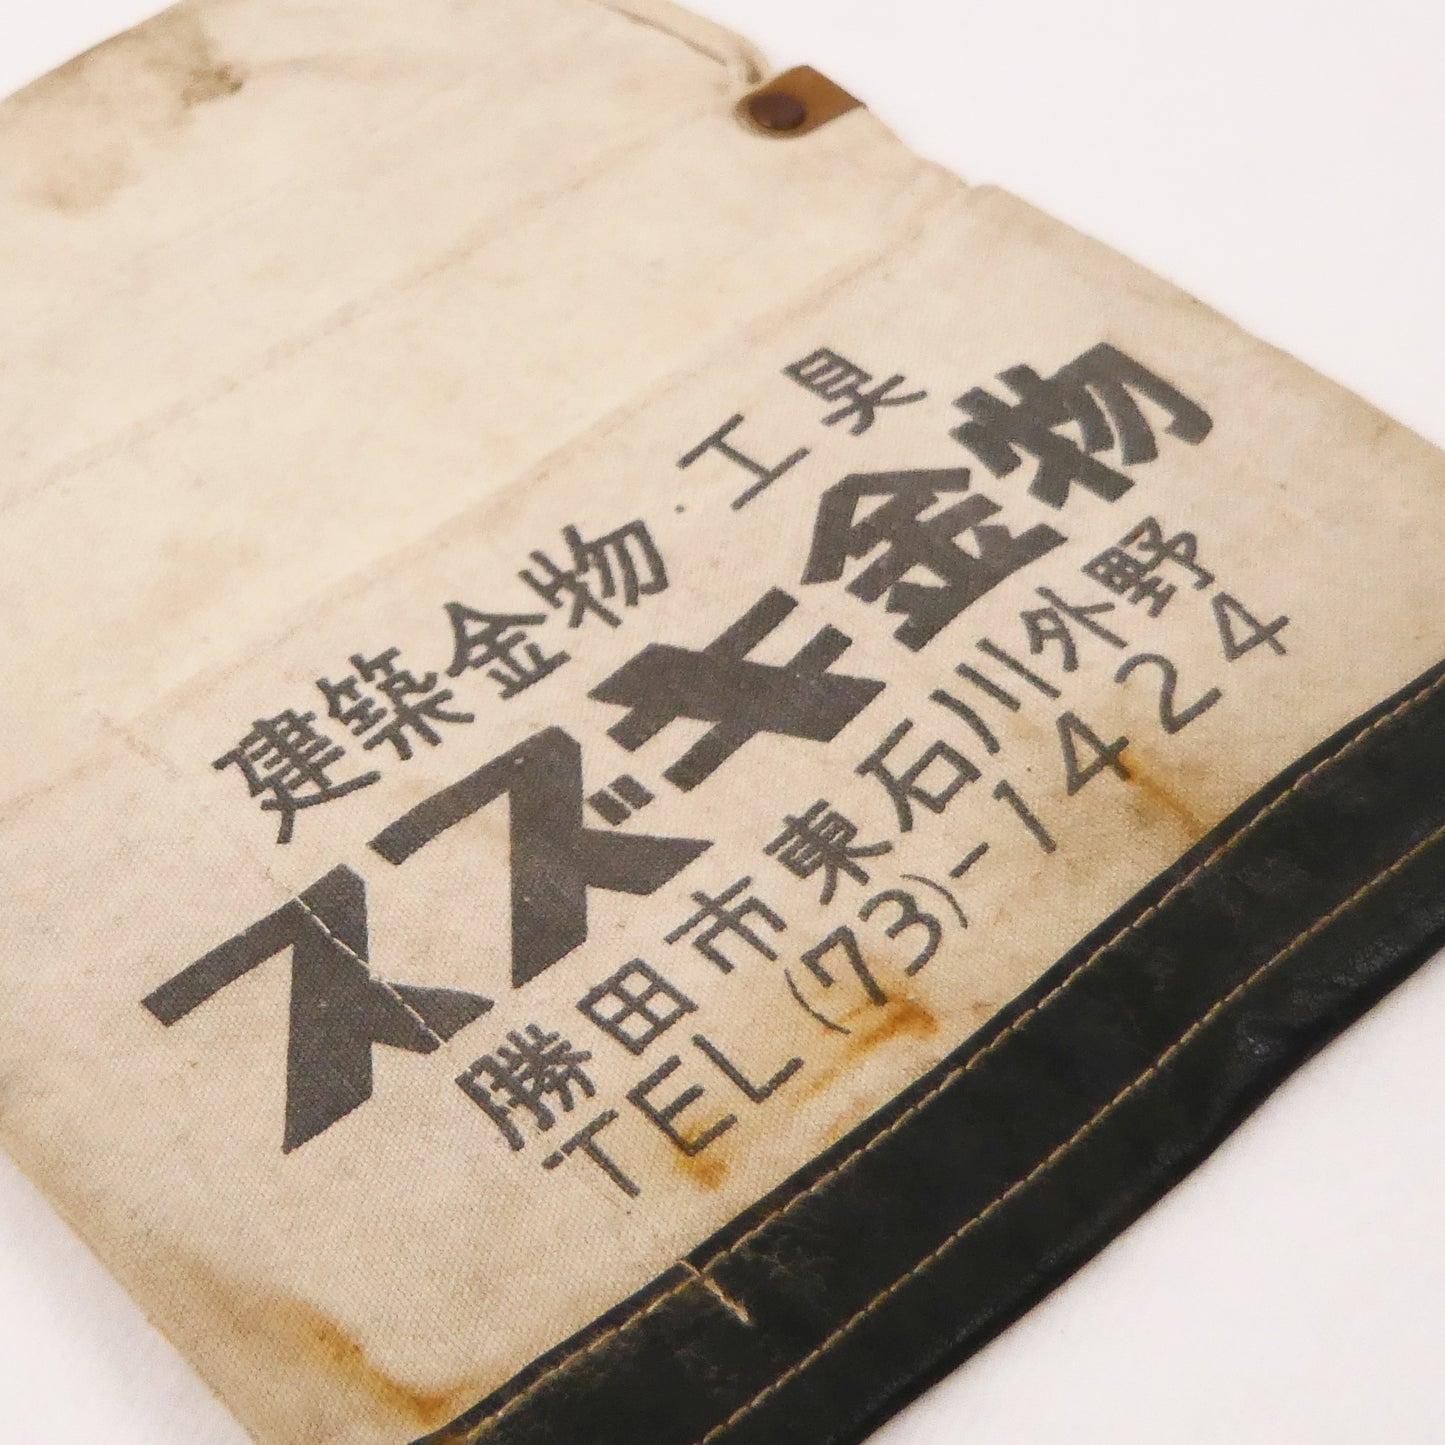 建築金物・工具
スズキ金物
勝田市東石川外野
TEL(73)-1424